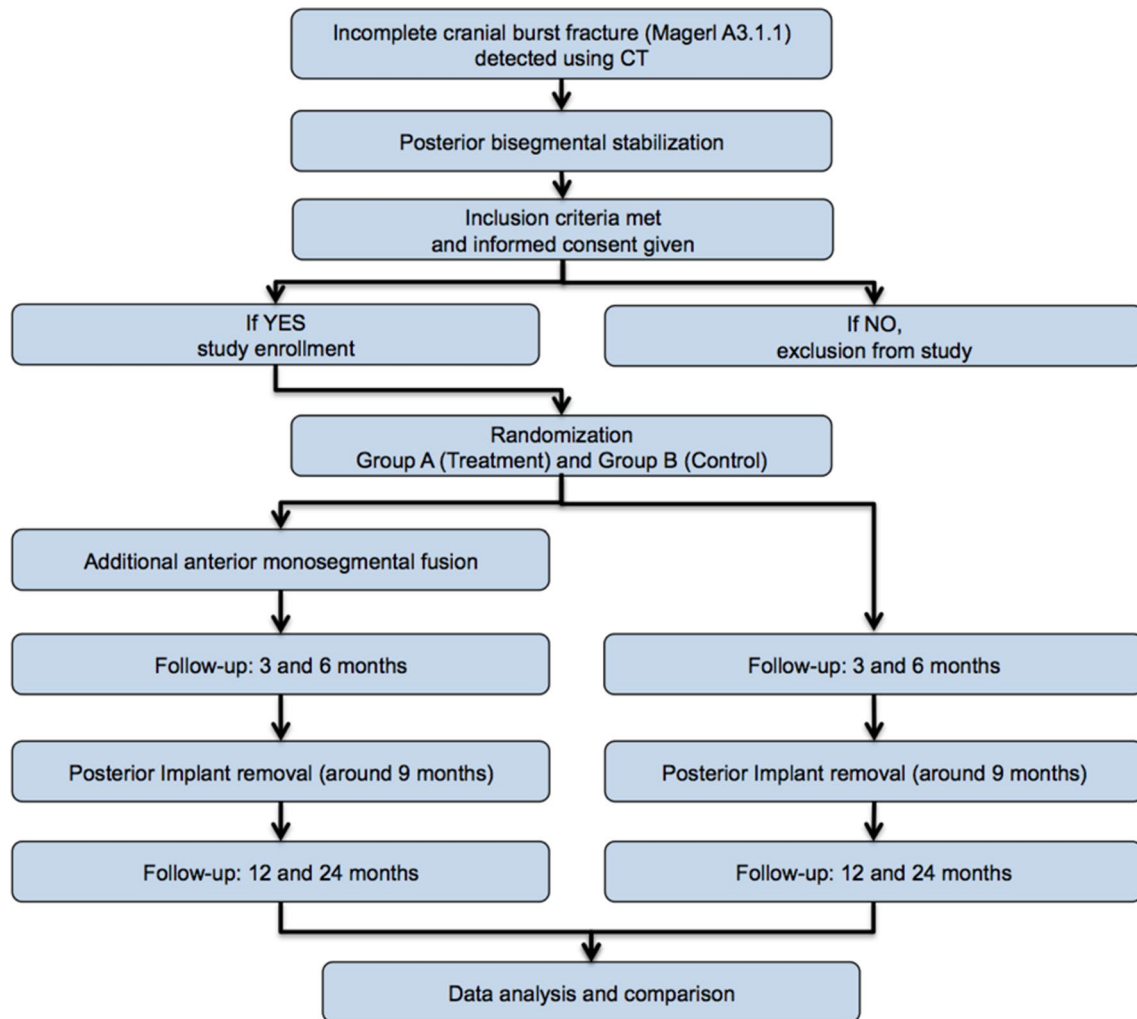 Incomplete cranial burst fracture (Magerl A3.1.1)
detected using CT
Posterior bisegmental stabilization
Inclusion criteria met
and informed consent given
If YES
study enrollment
If NO,
exclusion from study
Randomization
Group A (Treatment) and Group B (Control)
Additional anterior monosegmental fusion
Follow-up: 3 and 6 months
Follow-up: 3 and 6 months
Posterior Implant removal (around 9 months)
Posterior Implant removal (around 9 months)
Follow-up: 12 and 24 months
Follow-up: 12 and 24 months
Data analysis and comparison